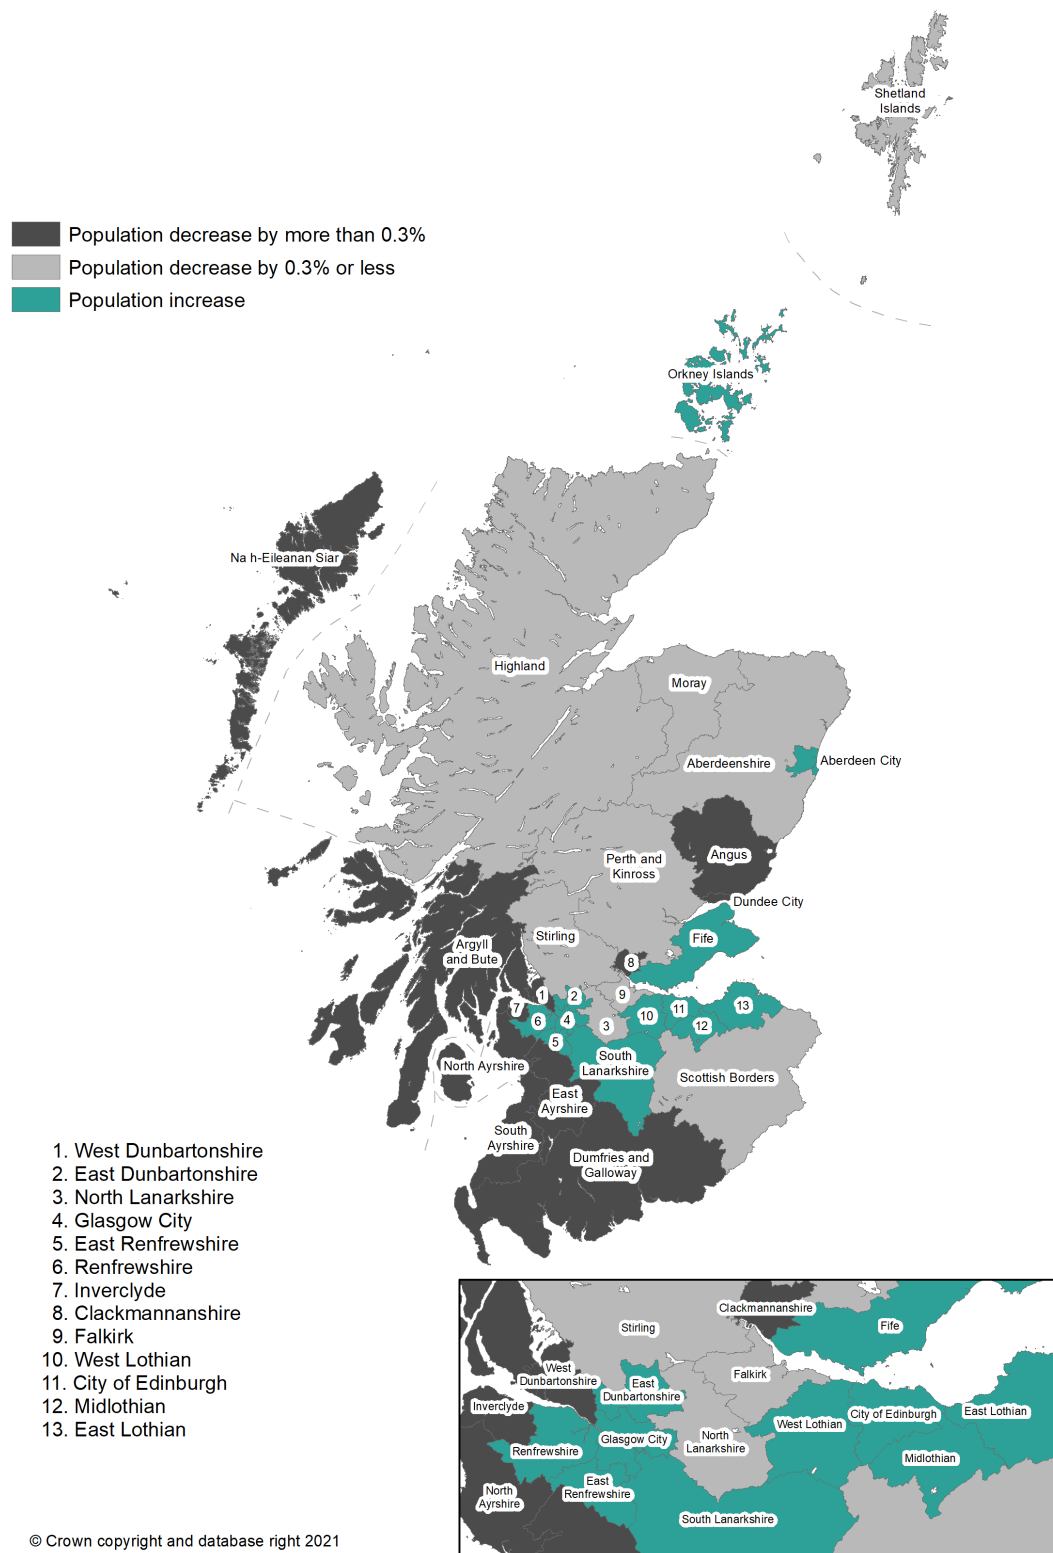 Shetland
Islands
Population decrease by more than 0.3%
Population decrease by 0.3% or less
Population increase
Orkney Islands
Na h-Eileanan Siar
Highland
Moray
Aberdeenshire
Aberdeen City
Angus
Perth and
Kinross
Dundee City
Stirling
Fife
Argyll
and Bute
8
1
2
9
7
6
4
3
10
11
13
12
5
North Ayrshire
South
Lanarkshire
Scottish Borders
East
Ayrshire
South
Ayrshire
Dumfries and
Galloway
1. West Dunbartonshire
2. East Dunbartonshire
3. North Lanarkshire
4. Glasgow City
5. East Renfrewshire
6. Renfrewshire
7. Inverclyde
8. Clackmannanshire
9. Falkirk
10. West Lothian
11. City of Edinburgh
12. Midlothian
13. East Lothian
Clackmannanshire
Stirling
Fife
West
Dunbartonshire
Falkirk
East
Dunbartonshire
Inverclyde
City of Edinburgh
East Lothian
West Lothian
Renfrewshire
Glasgow City
North
Lanarkshire
Midlothian
East
Renfrewshire
North
Ayrshire
South Lanarkshire
© Crown copyright and database right 2021